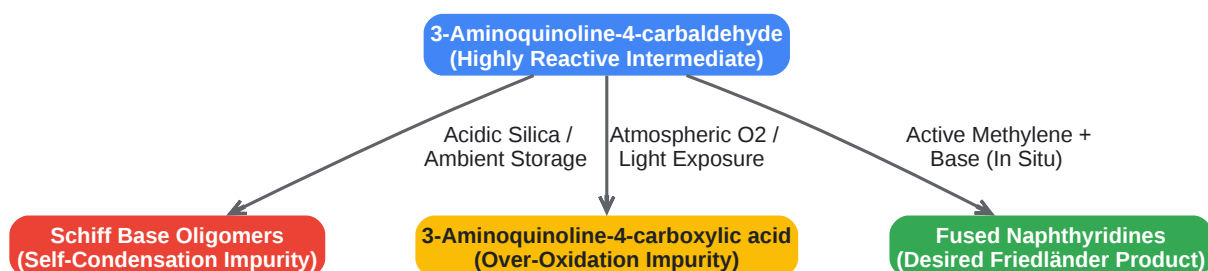 3-Aminoquinoline-4-carbaldehyde
(Highly Reactive Intermediate)
Acidic Silica /
Ambient Storage
Atmospheric O2 /
Light Exposure
Active Methylene +
Base (In Situ)
Schiff Base Oligomers
(Self-Condensation Impurity)
3-Aminoquinoline-4-carboxylic acid
(Over-Oxidation Impurity)
Fused Naphthyridines
(Desired Friedländer Product)